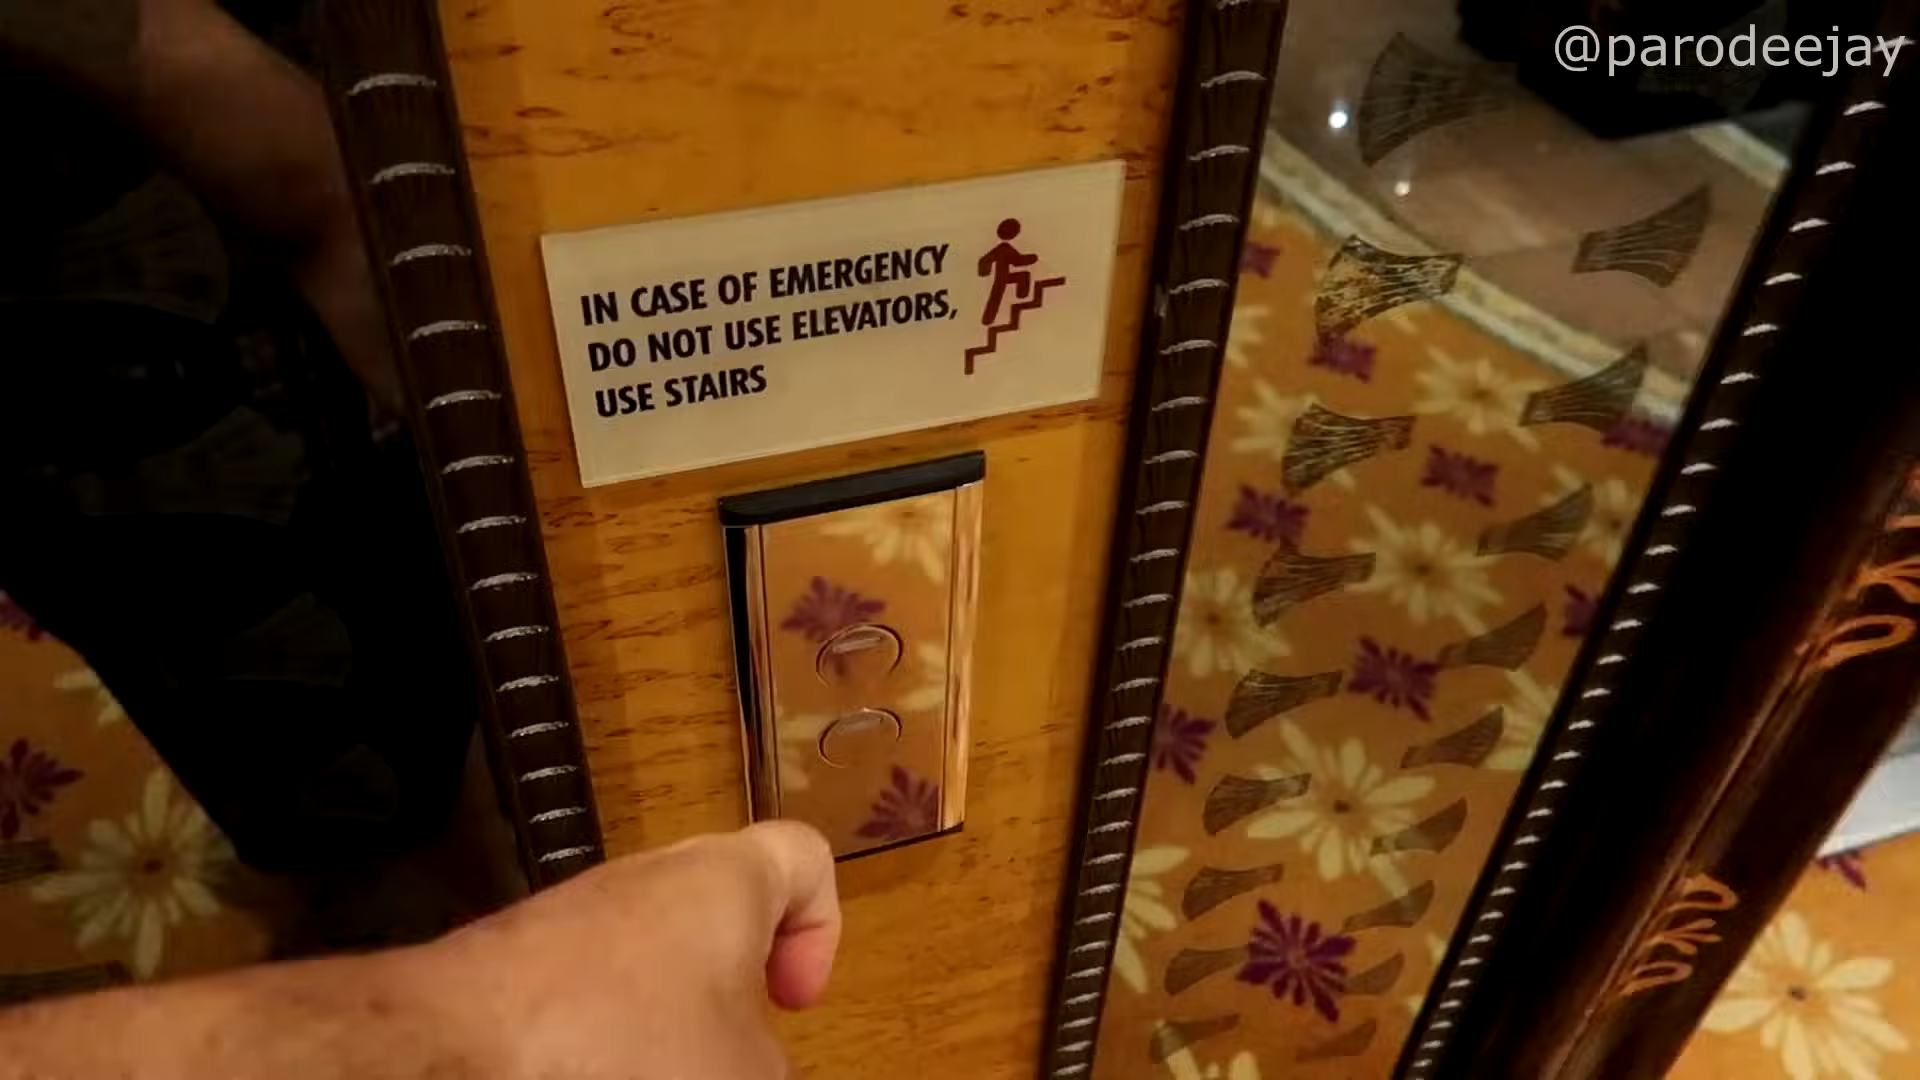 @parodeejay
IN CASE OF EMERGENCY
DO NOT USE ELEVATORS,
USE STAIRS